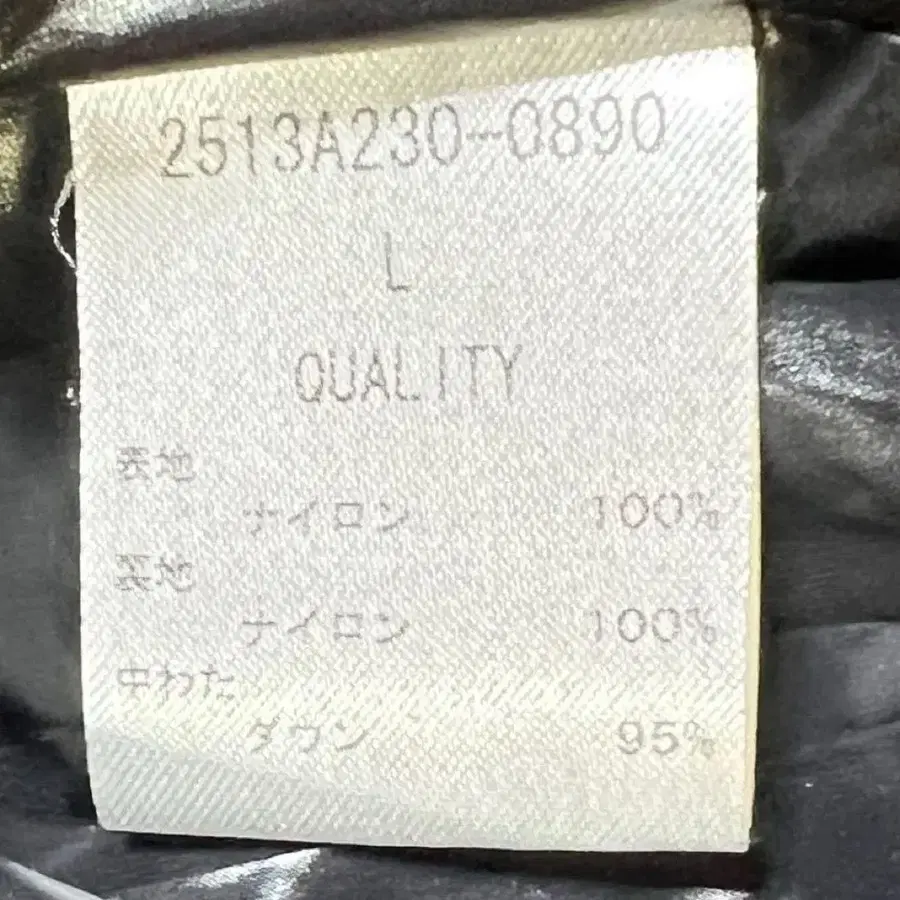 2513A230-0890
L
QUALITY
表地
ナイロン 100%
裏地
ナイロン 100%
中わた
ダウン 95%